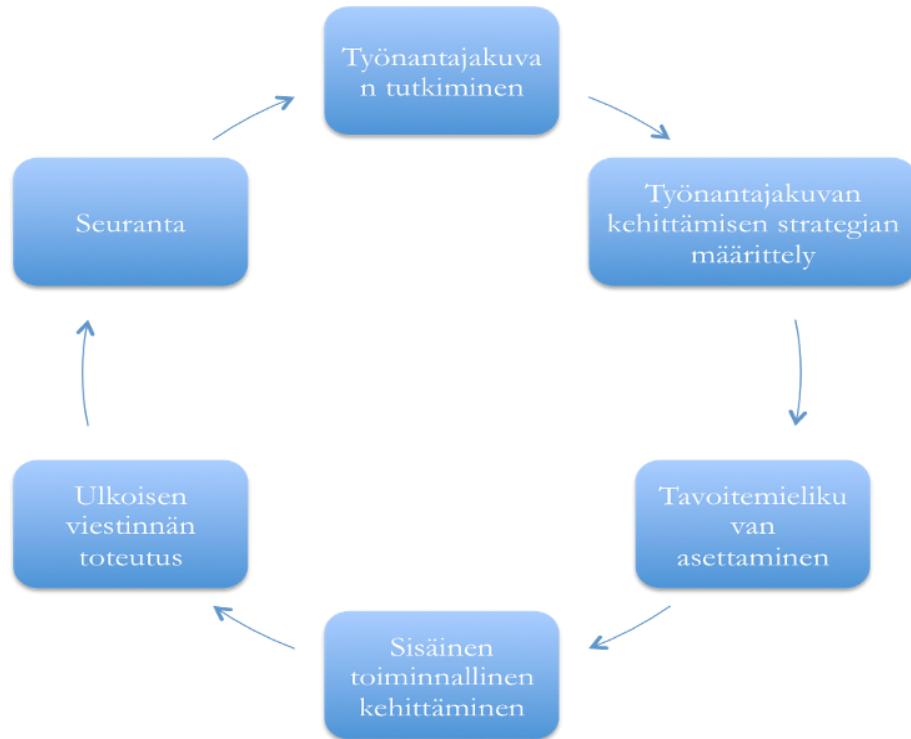 Työnantajakuva
n tutkiminen
Työnantajakuvan
kehittämisen strategian
määrittely
Tavoitemieliku
van
asettaminen
Sisäinen
toiminnallinen
kehittäminen
Ulkoisen
viestinnän
toteutus
Seuranta